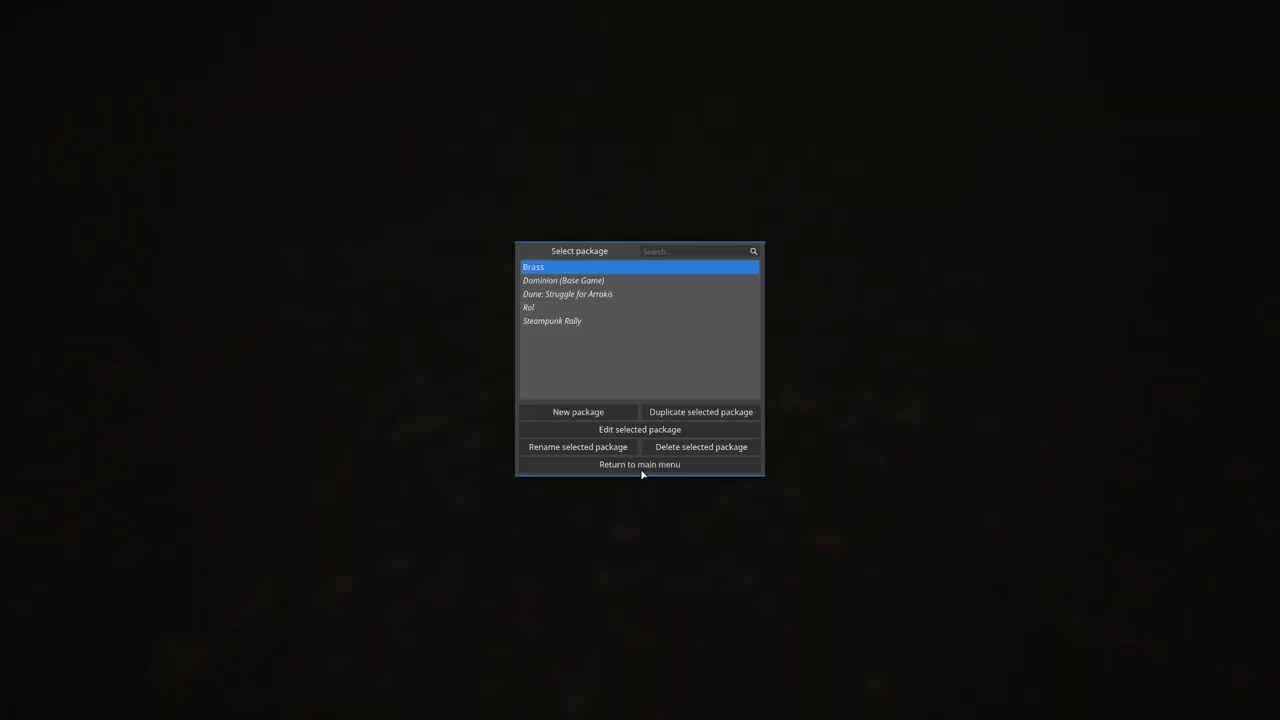 Select package
Search...
Brass
Dominion (Base Game)
Dune: Struggle for Arrakis
Rol
Steampunk Rally
New package
Duplicate selected package
Edit selected package
Rename selected package
Delete selected package
Return to main menu